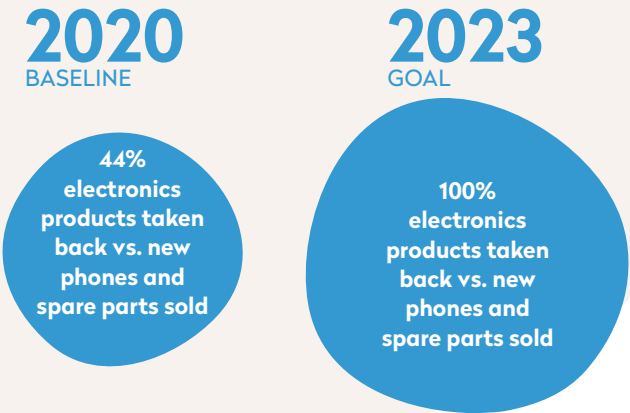 2020
BASELINE
44%
electronics
products taken
back vs. new
phones and
spare parts sold
2023
GOAL
100%
electronics
products taken
back vs. new
phones and
spare parts sold